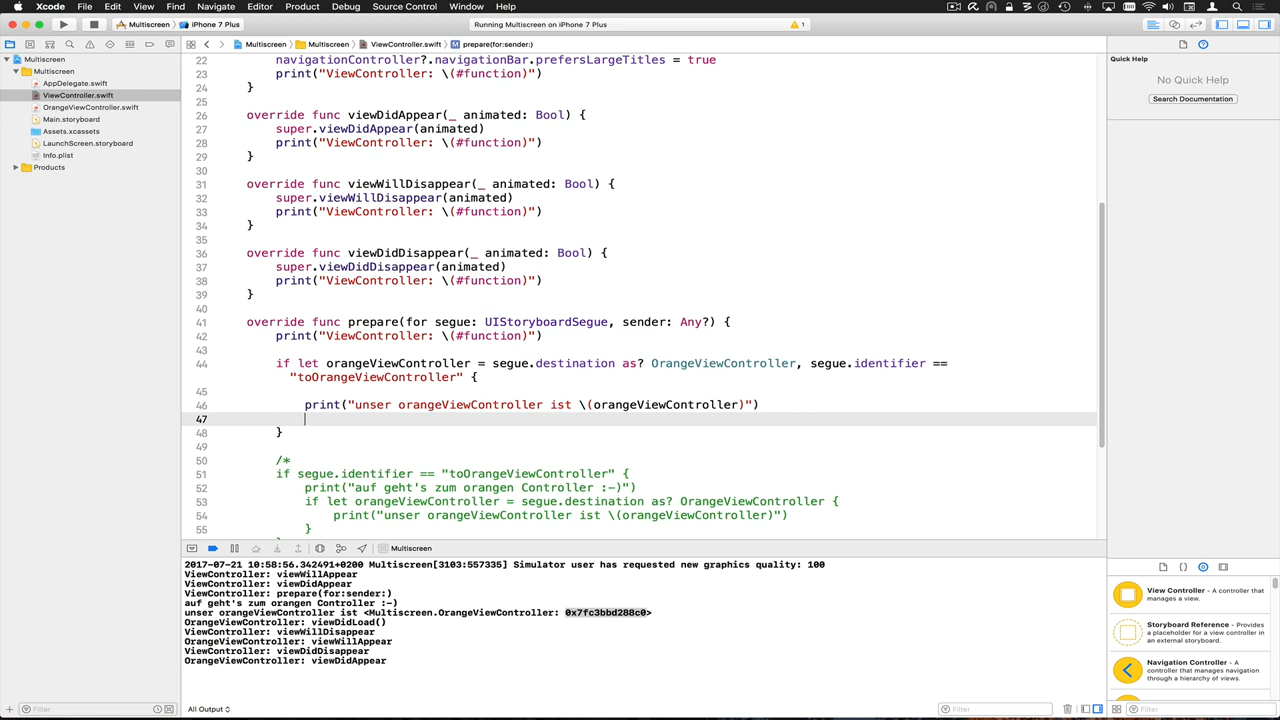 Xcode File Edit View Find Navigate Editor Product Debug Source Control Window Help
Multiscreen iPhone 7 Plus
Running Multiscreen on iPhone 7 Plus
1
Multiscreen Multiscreen ViewController.swift M prepare(for:sender:)
Multiscreen
Multiscreen
AppDelegate.swift
ViewController.swift
OrangeViewController.swift
Main.storyboard
Assets.xcassets
LaunchScreen.storyboard
Info.plist
Products
22 navigationController?.navigationBar.prefersLargeTitles = true
23 print("ViewController: \(#function)")
24 }
25
26 override func viewDidAppear(_ animated: Bool) {
27 super.viewDidAppear(animated)
28 print("ViewController: \(#function)")
29 }
30
31 override func viewWillDisappear(_ animated: Bool) {
32 super.viewWillDisappear(animated)
33 print("ViewController: \(#function)")
34 }
35
36 override func viewDidDisappear(_ animated: Bool) {
37 super.viewDidDisappear(animated)
38 print("ViewController: \(#function)")
39 }
40
41 override func prepare(for segue: UIStoryboardSegue, sender: Any?) {
42 print("ViewController: \(#function)")
43
44 if let orangeViewController = segue.destination as? OrangeViewController, segue.identifier ==
"toOrangeViewController" {
45
46 print("unser orangeViewController ist \(orangeViewController)")
47
48 }
49
50 /*
51 if segue.identifier == "toOrangeViewController" {
52 print("auf geht's zum orangen Controller :-)")
53 if let orangeViewController = segue.destination as? OrangeViewController {
54 print("unser orangeViewController ist \(orangeViewController)")
55 }
Multiscreen
2017-07-21 10:58:56.342491+0200 Multiscreen[3103:557335] Simulator user has requested new graphics quality: 100
ViewController: viewWillAppear
ViewController: viewDidAppear
ViewController: prepare(for:sender:)
auf geht's zum orangen Controller :-)
unser orangeViewController ist <Multiscreen.OrangeViewController: 0x7fc3bbd288c0>
OrangeViewController: viewDidLoad()
ViewController: viewWillDisappear
OrangeViewController: viewWillAppear
ViewController: viewDidDisappear
OrangeViewController: viewDidAppear
Filter
All Output
Filter
Quick Help
No Quick Help
Search Documentation
View Controller - A controller that
manages a view.
Storyboard Reference - Provides
a placeholder for a view controller in
an external storyboard.
Navigation Controller - A
controller that manages navigation
through a hierarchy of views.
Filter